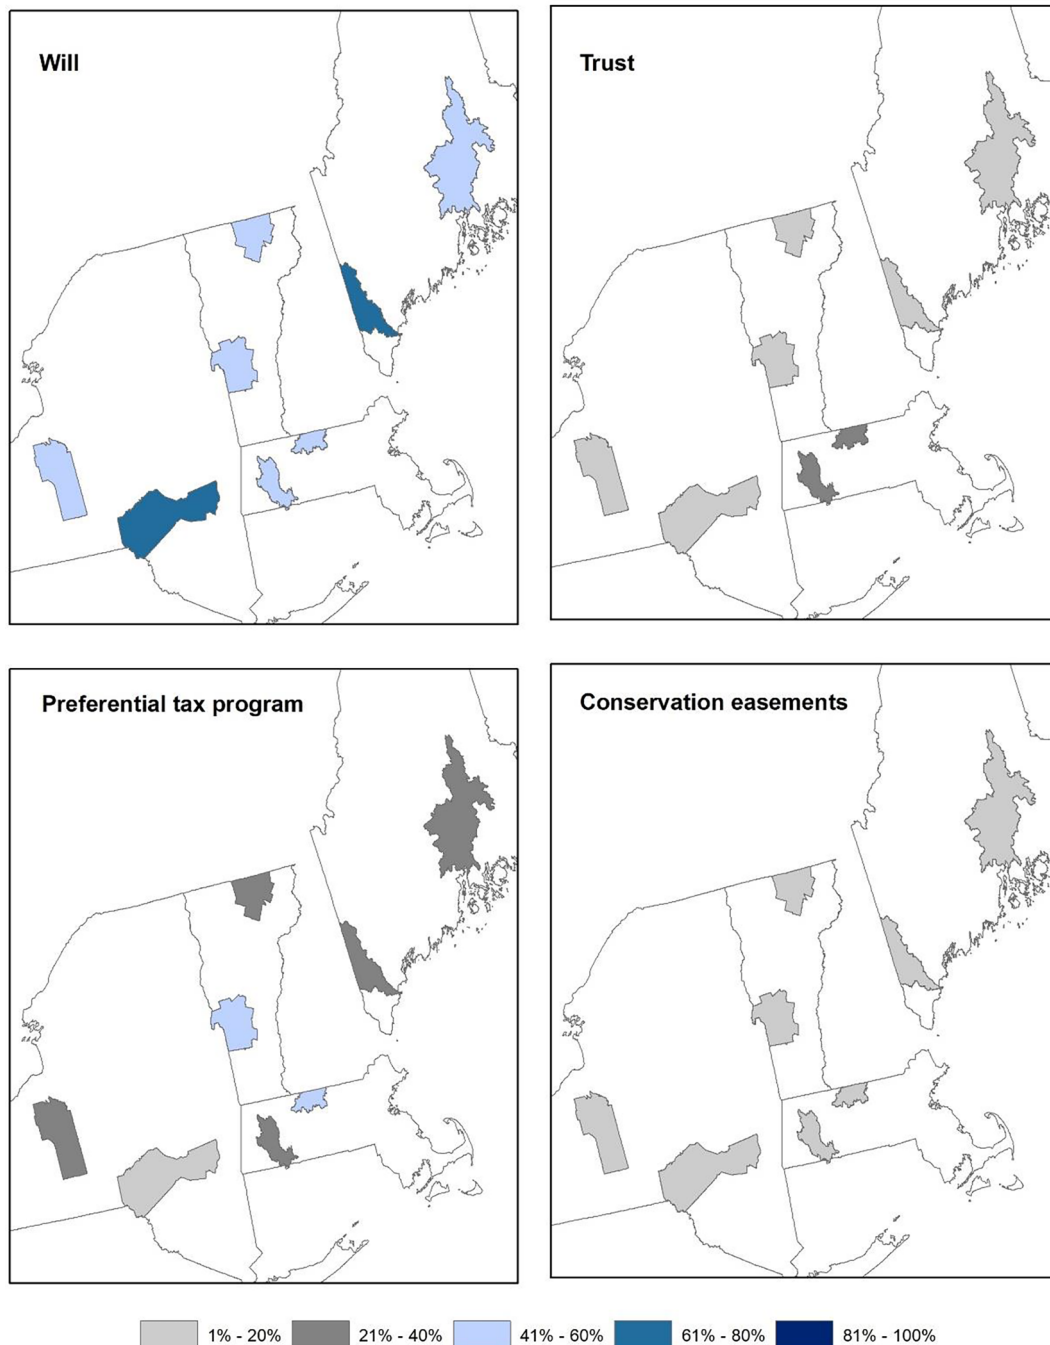 Will
Trust
Preferential tax program
Conservation easements
1% - 20%
21% - 40%
41% - 60%
61% - 80%
81% - 100%